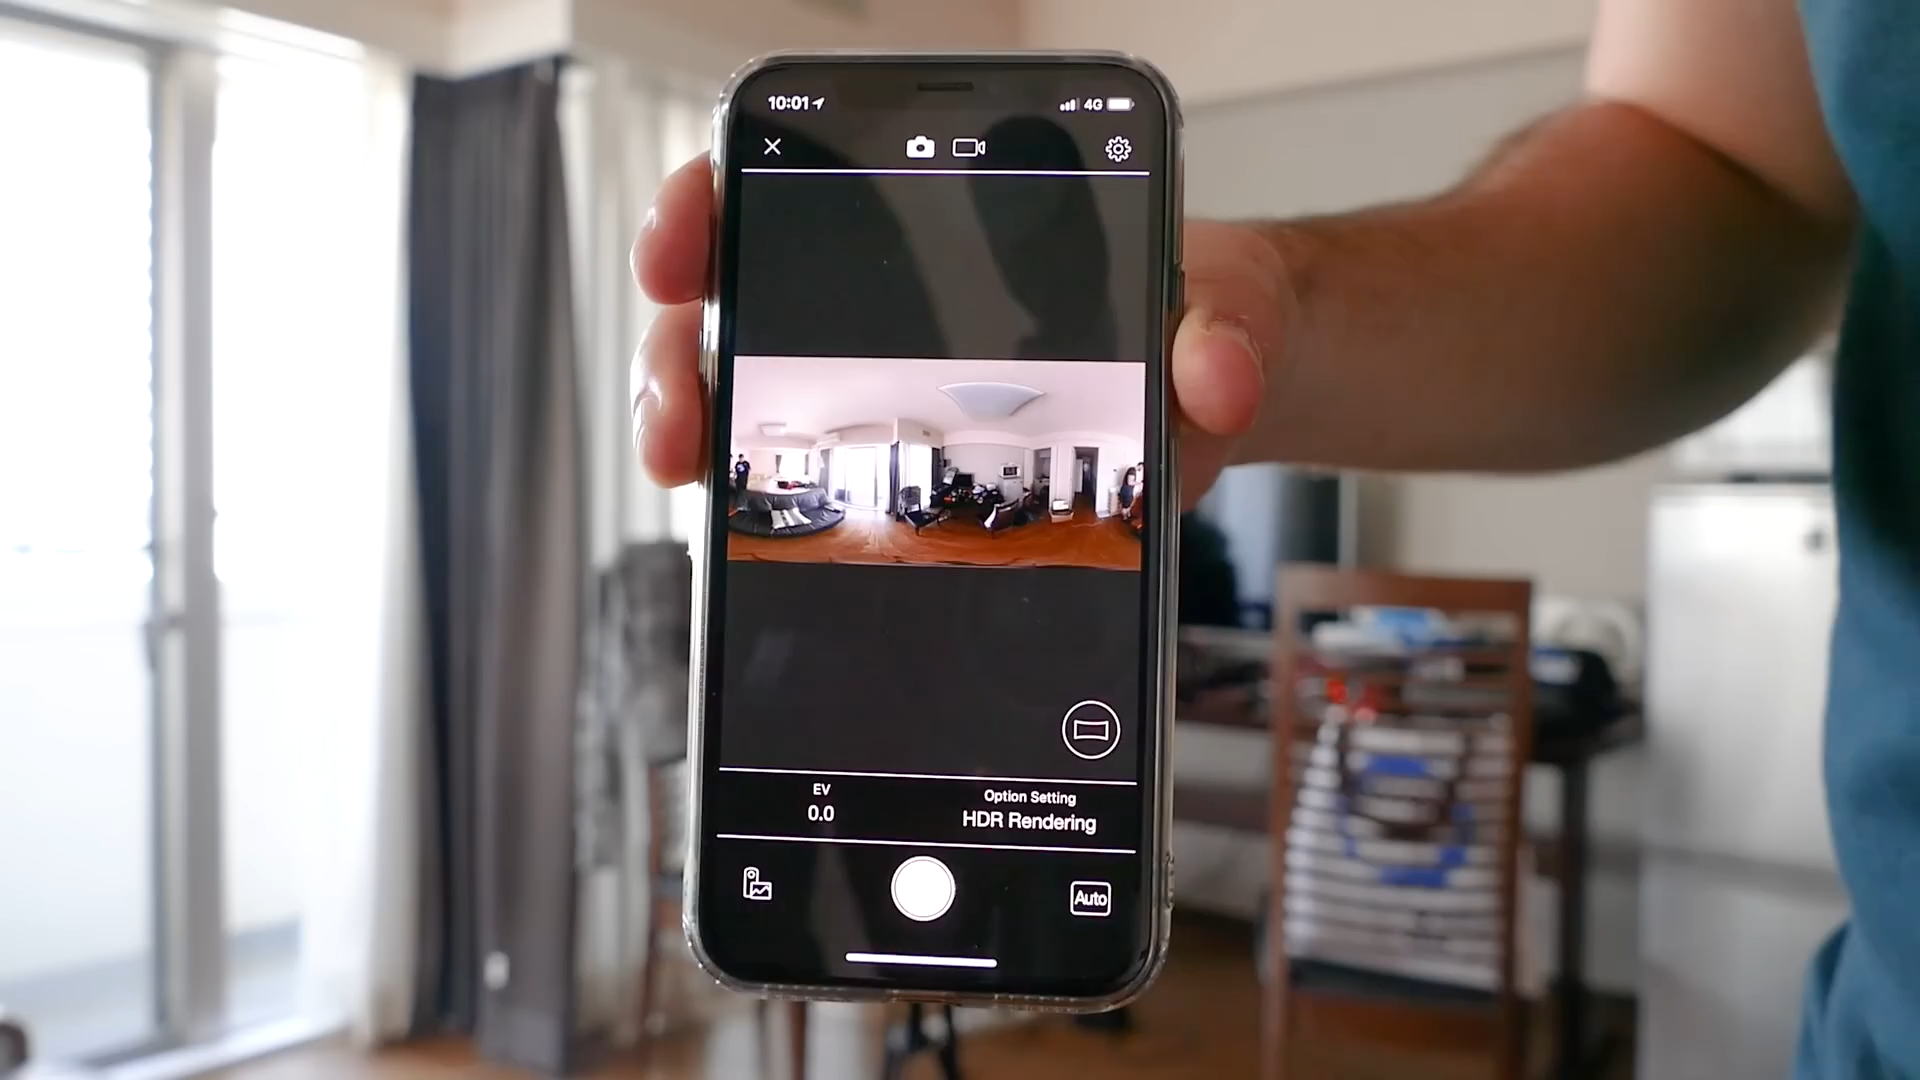 10:01
4G
EV
0.0
Option Setting
HDR Rendering
Auto